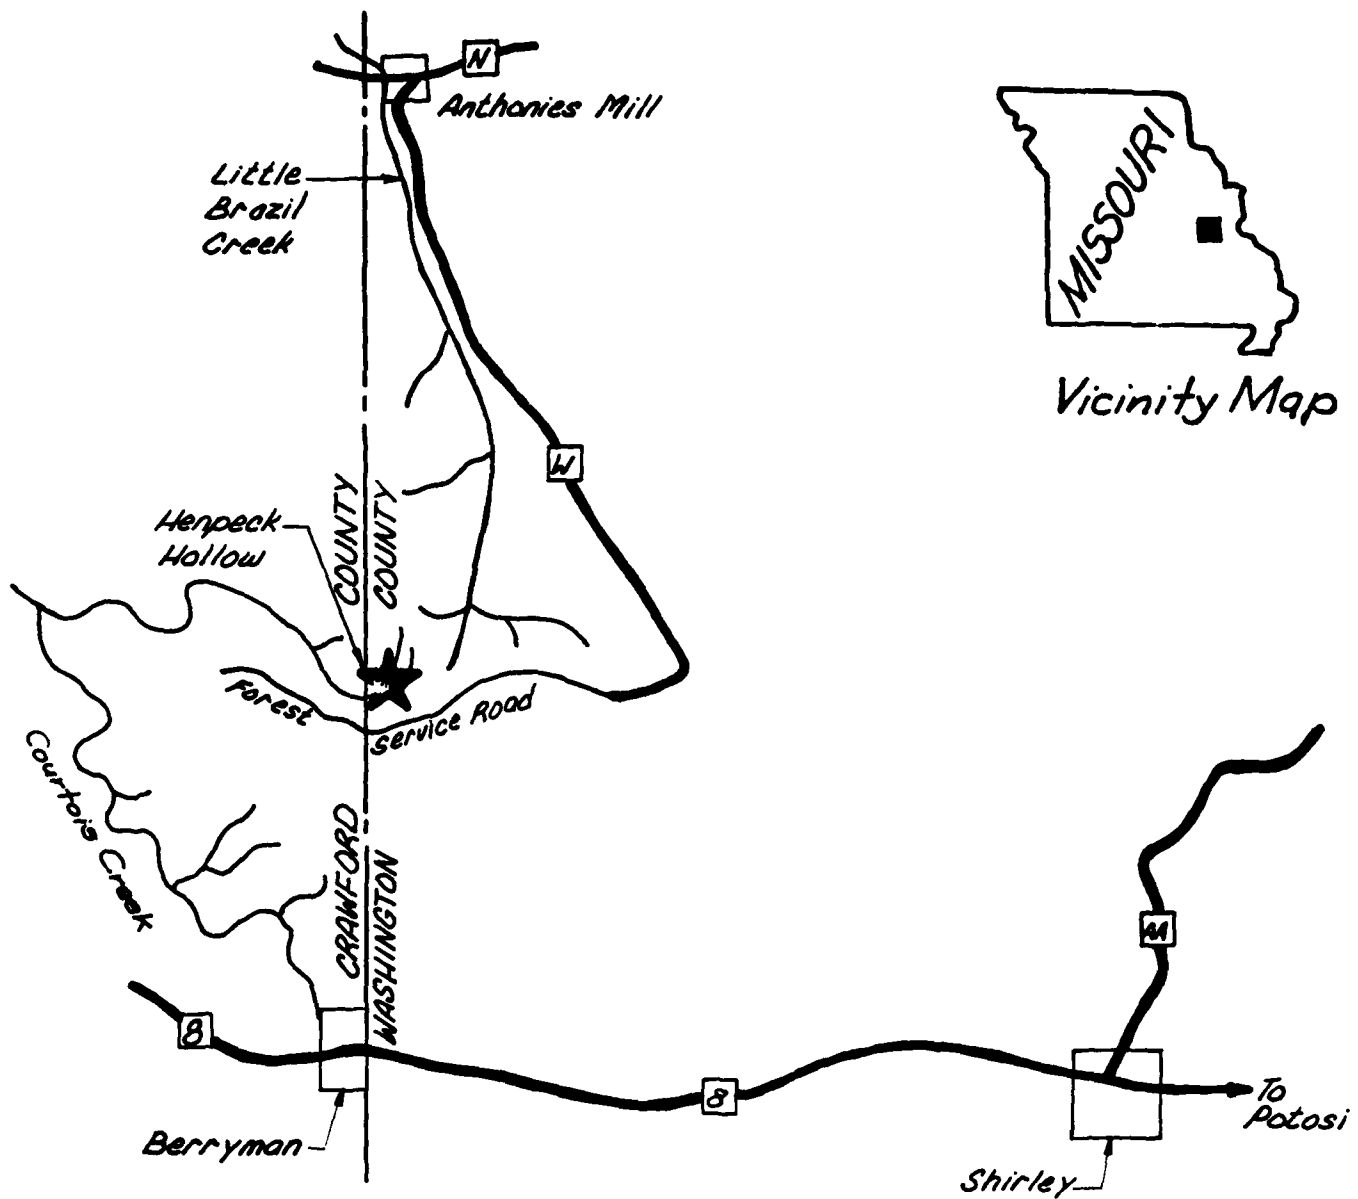 N
Anthonies Mill
Little
Brazil
Creek
MISSOURI
Vicinity Map
W
COUNTY
COUNTY
Henpeck
Hollow
Forest
Service Road
Courtois Creek
CRAWFORD
WASHINGTON
AA
8
8
To
Potosi
Berryman
Shirley